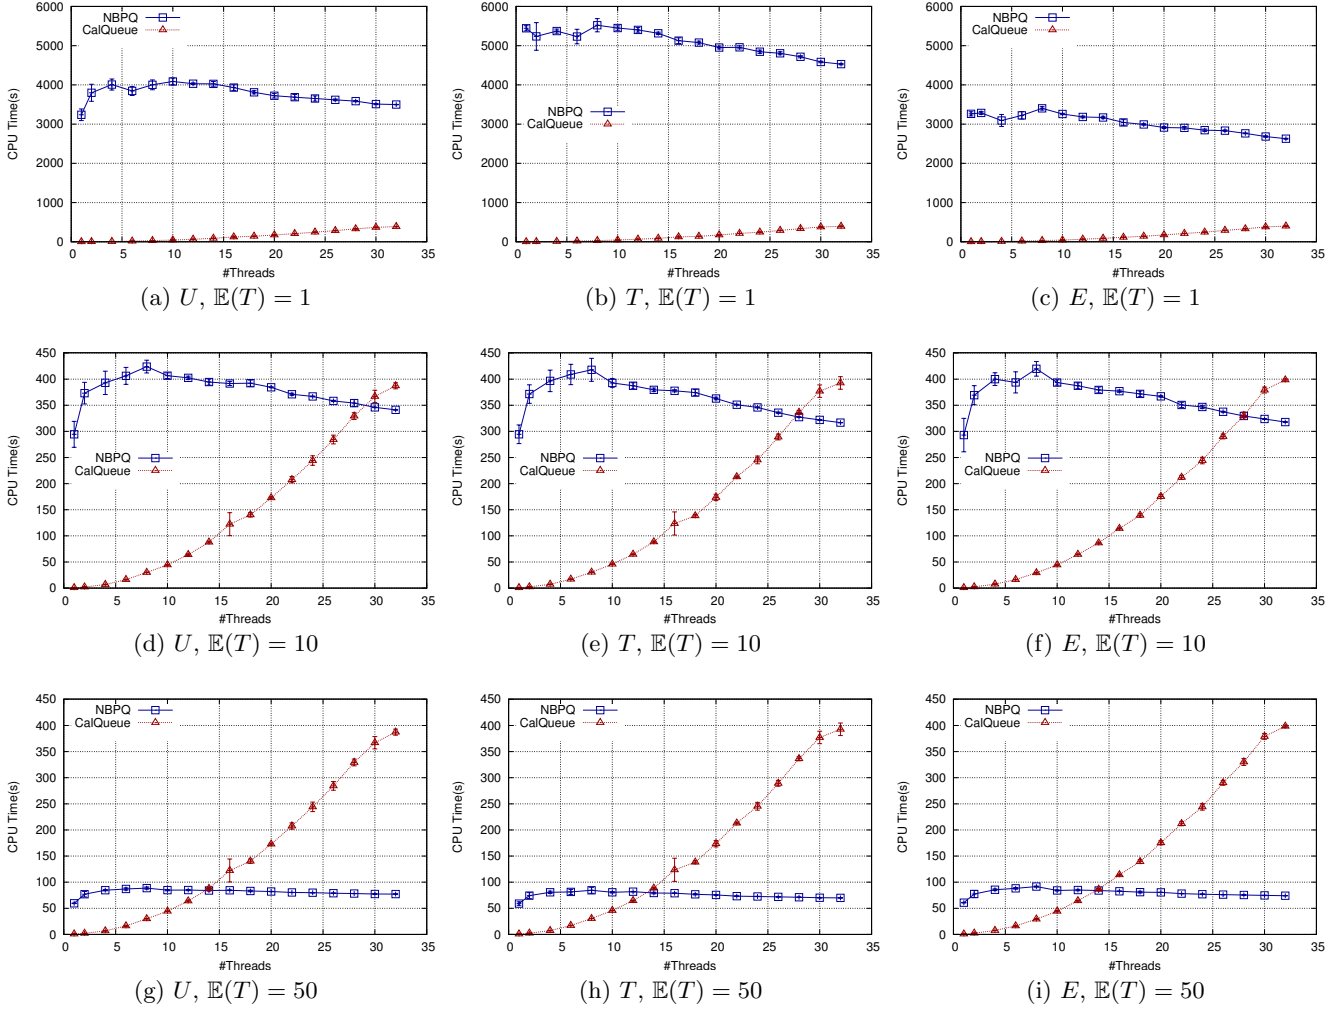 NBPQ
CalQueue
6000
5000
4000
3000
2000
1000
0
CPU Time(s)
0 5 10 15 20 25 30 35
#Threads
(a) U, 𝔼(T) = 1
NBPQ
CalQueue
6000
5000
4000
3000
2000
1000
0
CPU Time(s)
0 5 10 15 20 25 30 35
#Threads
(b) T, 𝔼(T) = 1
NBPQ
CalQueue
6000
5000
4000
3000
2000
1000
0
CPU Time(s)
0 5 10 15 20 25 30 35
#Threads
(c) E, 𝔼(T) = 1
450
400
350
300
250
200
150
100
50
0
CPU Time(s)
NBPQ
CalQueue
0 5 10 15 20 25 30 35
#Threads
(d) U, 𝔼(T) = 10
450
400
350
300
250
200
150
100
50
0
CPU Time(s)
NBPQ
CalQueue
0 5 10 15 20 25 30 35
#Threads
(e) T, 𝔼(T) = 10
450
400
350
300
250
200
150
100
50
0
CPU Time(s)
NBPQ
CalQueue
0 5 10 15 20 25 30 35
#Threads
(f) E, 𝔼(T) = 10
NBPQ
CalQueue
450
400
350
300
250
200
150
100
50
0
CPU Time(s)
0 5 10 15 20 25 30 35
#Threads
(g) U, 𝔼(T) = 50
NBPQ
CalQueue
450
400
350
300
250
200
150
100
50
0
CPU Time(s)
0 5 10 15 20 25 30 35
#Threads
(h) T, 𝔼(T) = 50
NBPQ
CalQueue
450
400
350
300
250
200
150
100
50
0
CPU Time(s)
0 5 10 15 20 25 30 35
#Threads
(i) E, 𝔼(T) = 50